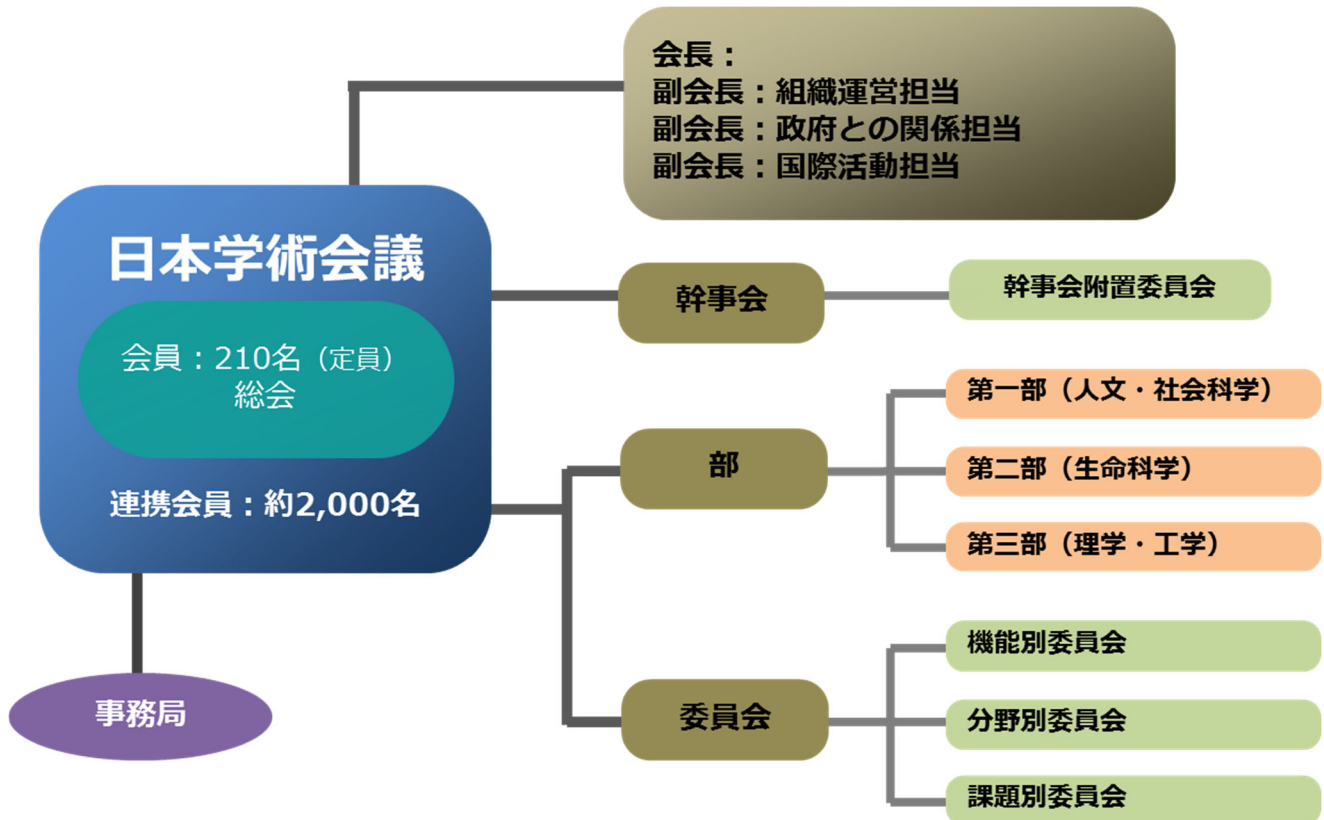 会長：
副会長：組織運営担当
副会長：政府との関係担当
副会長：国際活動担当
日本学術会議
会員：210名（定員）
総会
連携会員：約2,000名
事務局
幹事会
幹事会附置委員会
部
第一部（人文・社会科学）
第二部（生命科学）
第三部（理学・工学）
委員会
機能別委員会
分野別委員会
課題別委員会